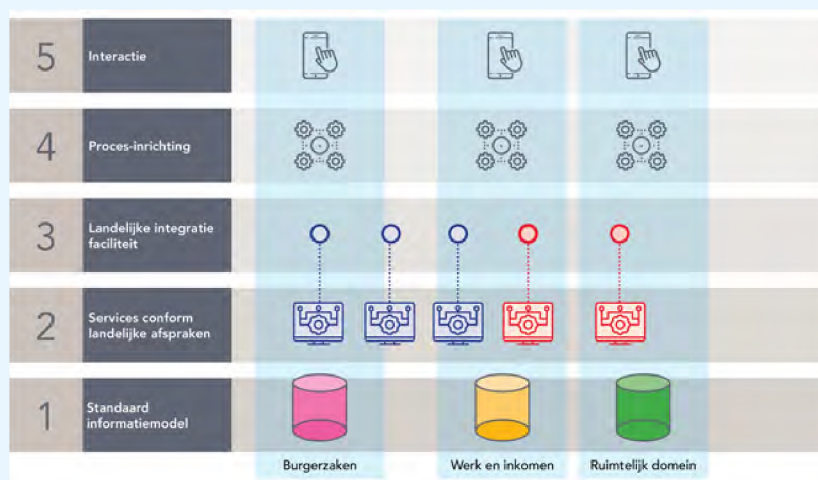 5
Interactie
4
Proces-inrichting
3
Landelijke integratie
faciliteit
2
Services conform
landelijke afspraken
1
Standaard
informatiemodel
Burgerzaken
Werk en inkomen
Ruimtelijk domein